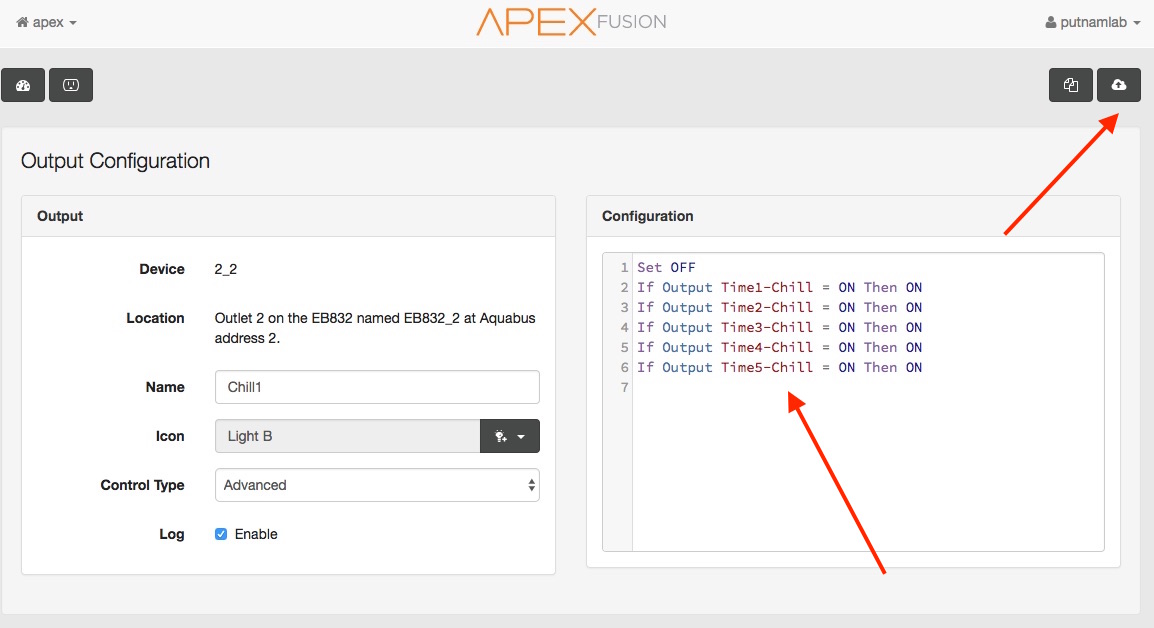 apex
APEX FUSION
putnamlab
Output Configuration
Output
Device 2_2
Location Outlet 2 on the EB832 named EB832_2 at Aquabus
address 2.
Name Chill1
Icon Light B
Control Type Advanced
Log Enable
Configuration
1 Set OFF
2 If Output Time1-Chill = ON Then ON
3 If Output Time2-Chill = ON Then ON
4 If Output Time3-Chill = ON Then ON
5 If Output Time4-Chill = ON Then ON
6 If Output Time5-Chill = ON Then ON
7